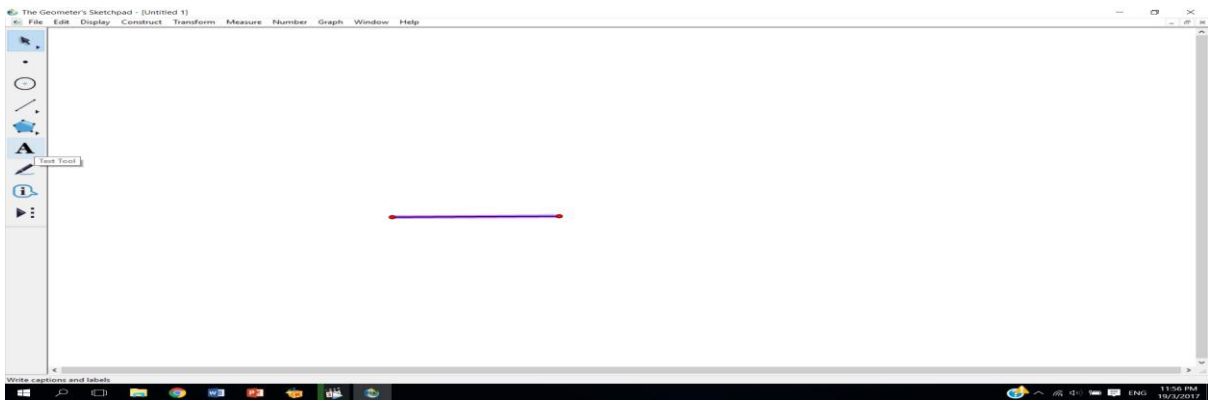 The Geometer's Sketchpad - [Untitled 1]
File Edit Display Construct Transform Measure Number Graph Window Help
A
Text Tool
Write captions and labels
ENG 11:56 PM
19/3/2017